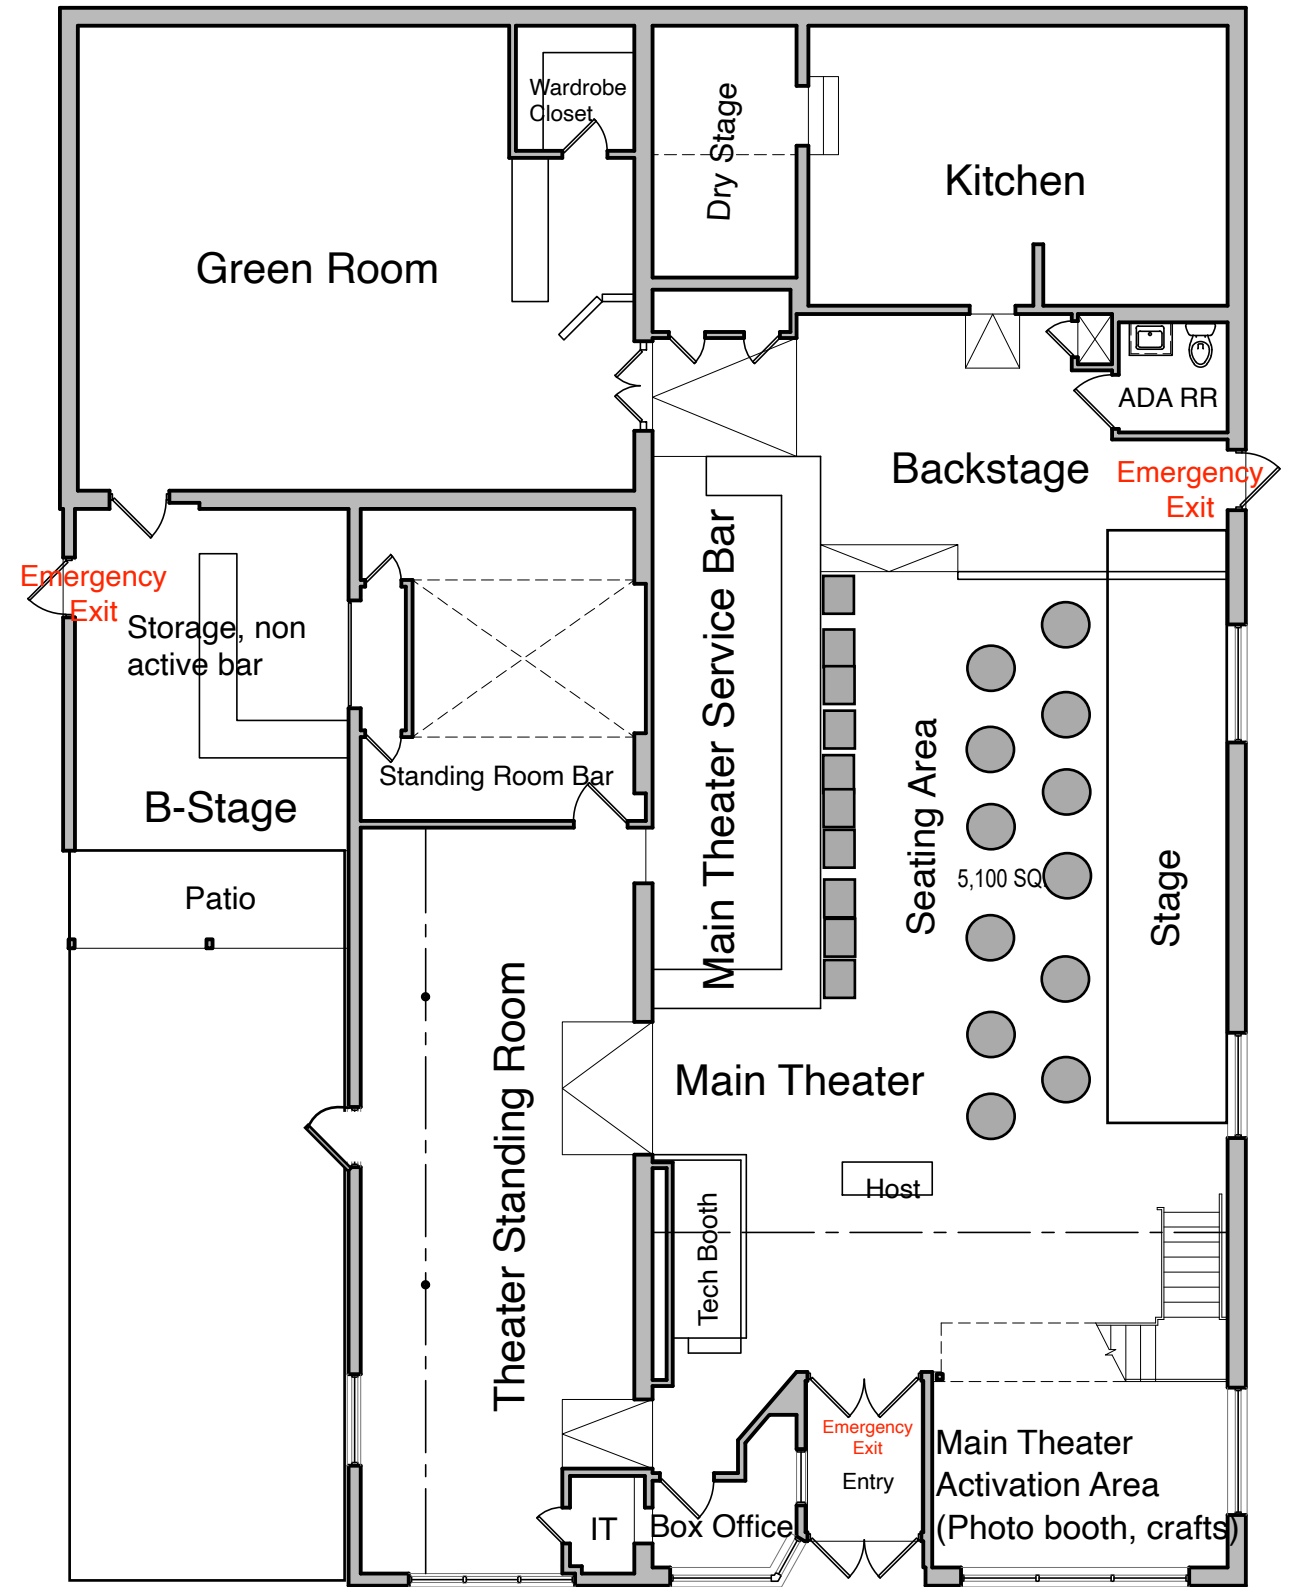 Wardrobe
Closet
Dry Stage
Kitchen
Green Room
ADA RR
Backstage
Emergency
Exit
Emergency
Exit
Storage, non
active bar
Main Theater Service Bar
Standing Room Bar
B-Stage
Seating Area
5,100 SQ.
Stage
Patio
Theater Standing Room
Main Theater
Host
Tech Booth
Emergency
Exit
Entry
Main Theater
Activation Area
(Photo booth, crafts)
IT
Box Office